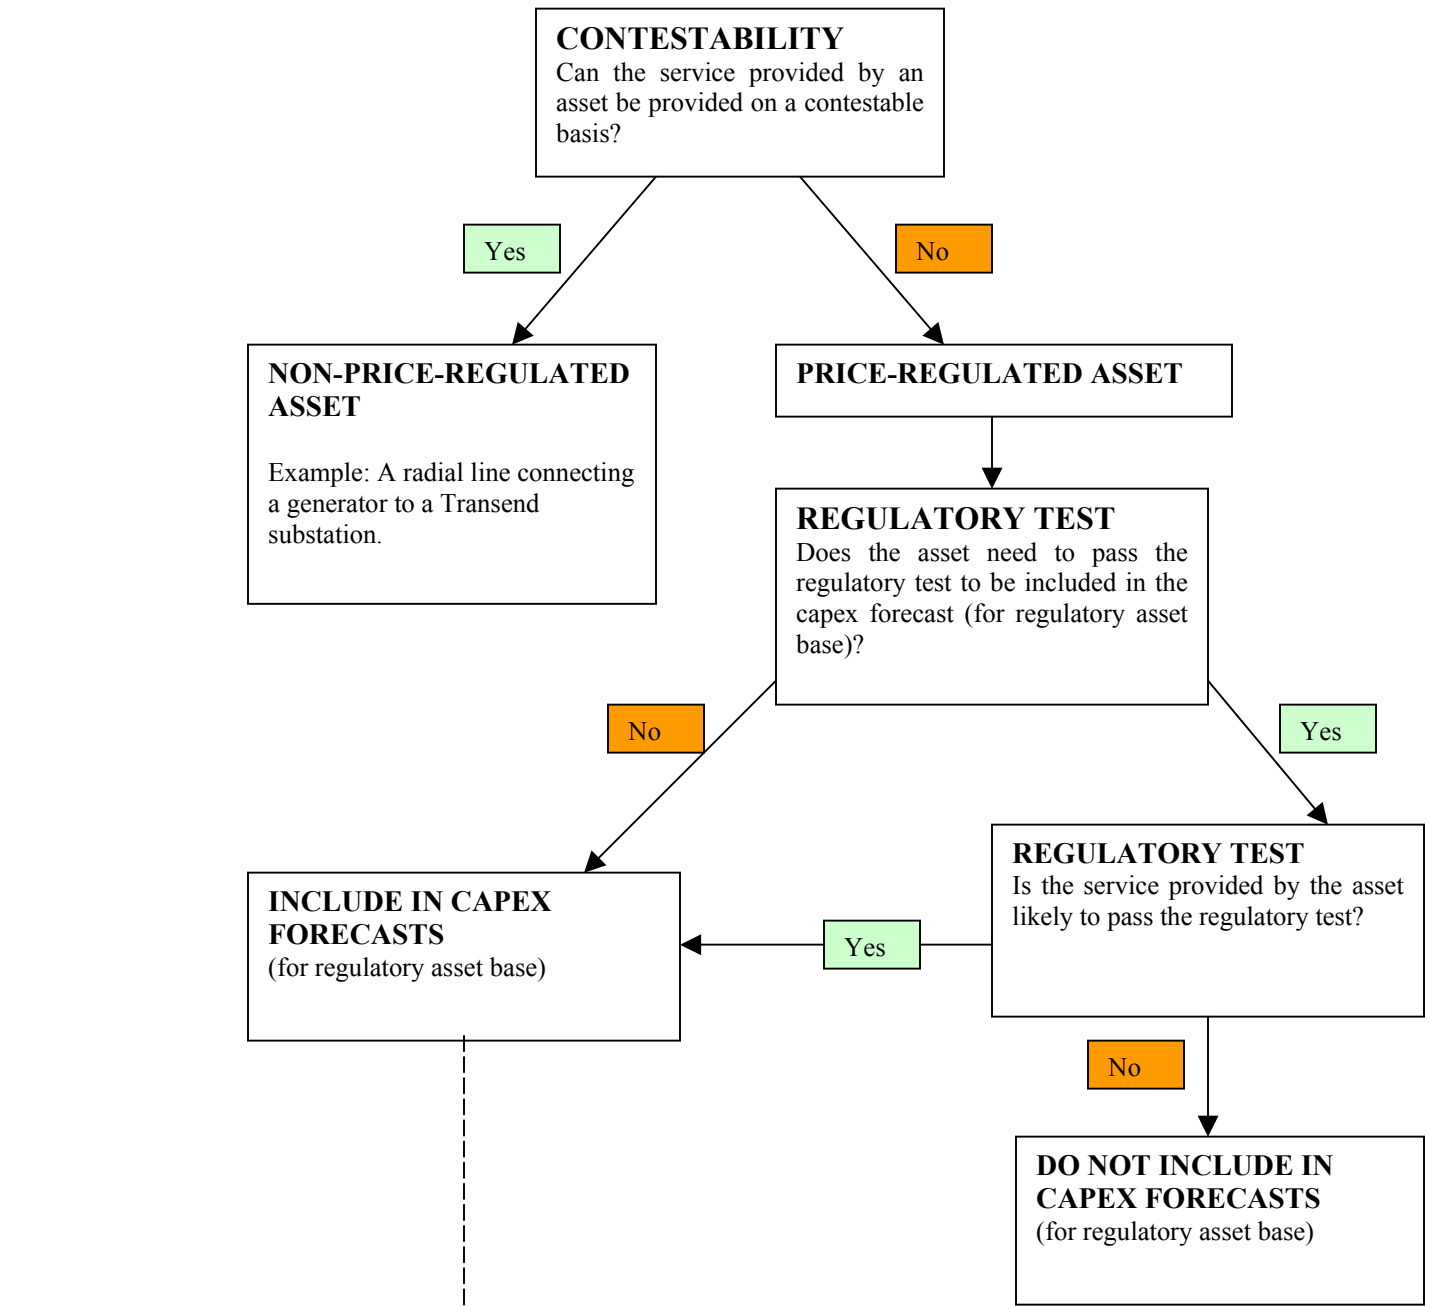 CONTESTABILITY
Can the service provided by an
asset be provided on a contestable
basis?
Yes
No
NON-PRICE-REGULATED
ASSET
Example: A radial line connecting
a generator to a Transend
substation.
PRICE-REGULATED ASSET
REGULATORY TEST
Does the asset need to pass the
regulatory test to be included in the
capex forecast (for regulatory asset
base)?
No
Yes
REGULATORY TEST
Is the service provided by the asset
likely to pass the regulatory test?
INCLUDE IN CAPEX
FORECASTS
(for regulatory asset base)
Yes
No
DO NOT INCLUDE IN
CAPEX FORECASTS
(for regulatory asset base)